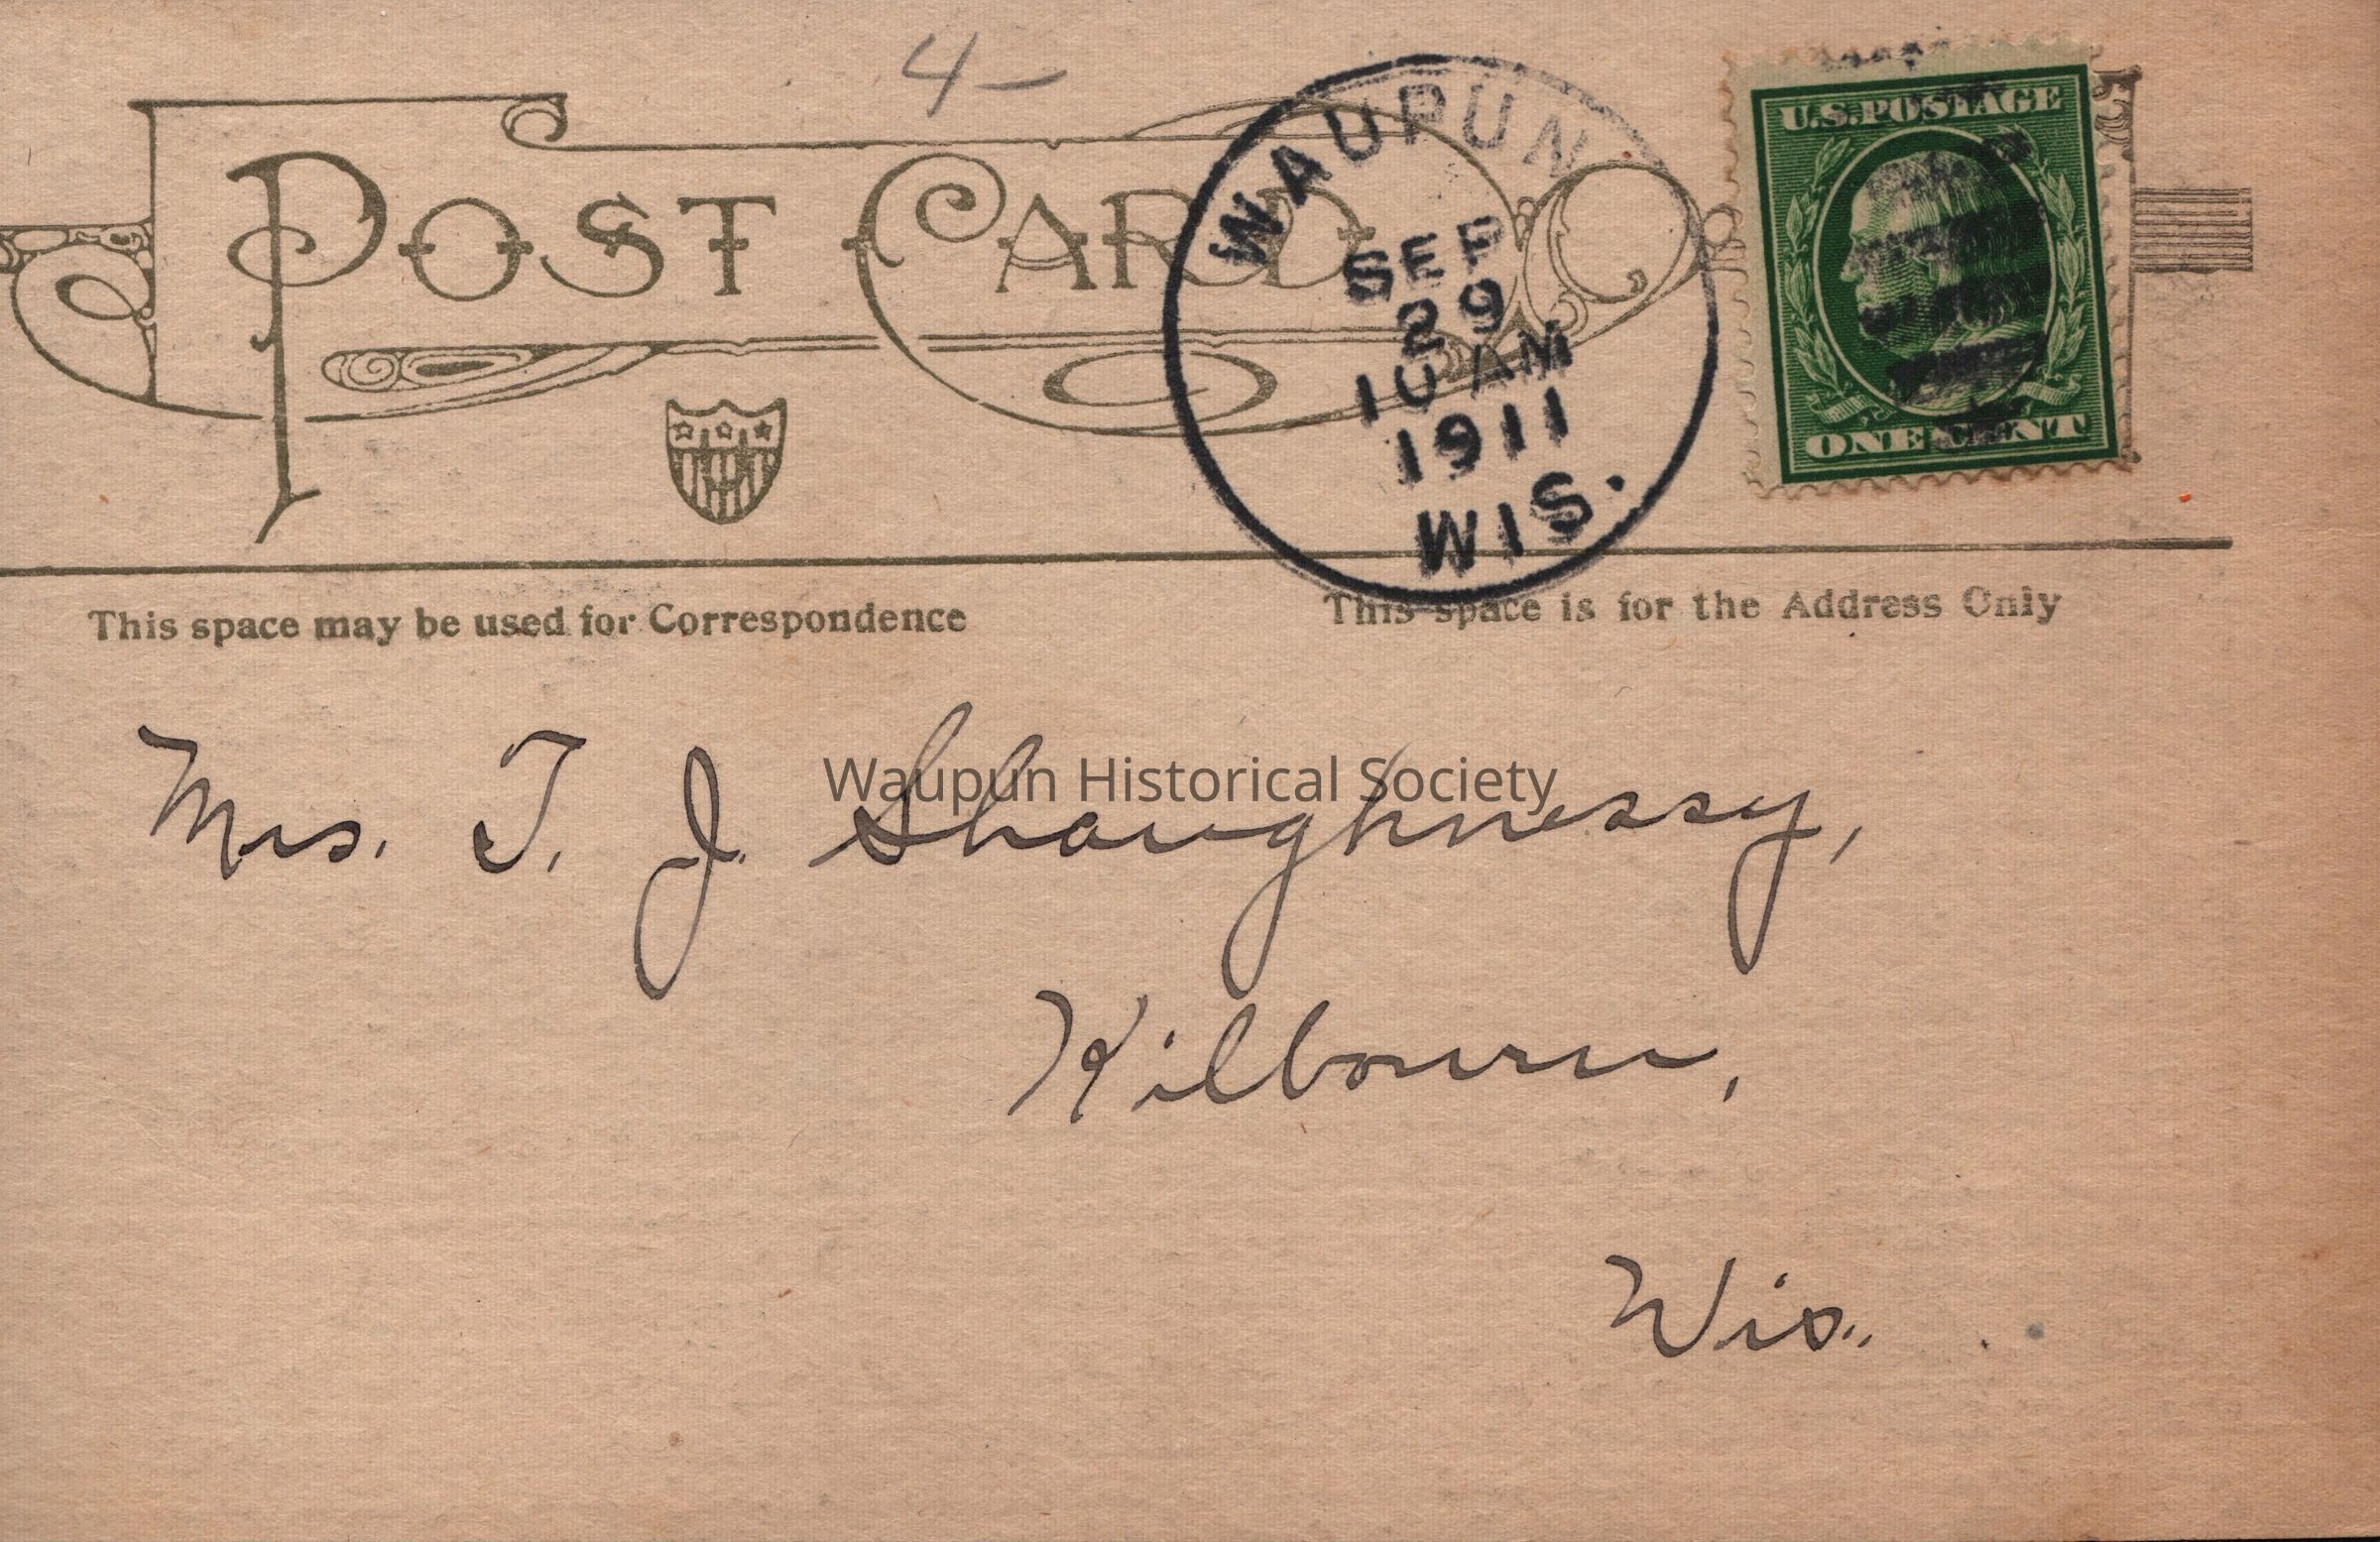 4-
POST CARD
WAUPUN
SEP
29
10 AM
1911
WIS.
U.S. POSTAGE
ONE CENT
This space may be used for Correspondence
This space is for the Address Only
Waupun Historical Society
Mrs. T. J. Shaughnessy,
Kilbourn,
Wis.,